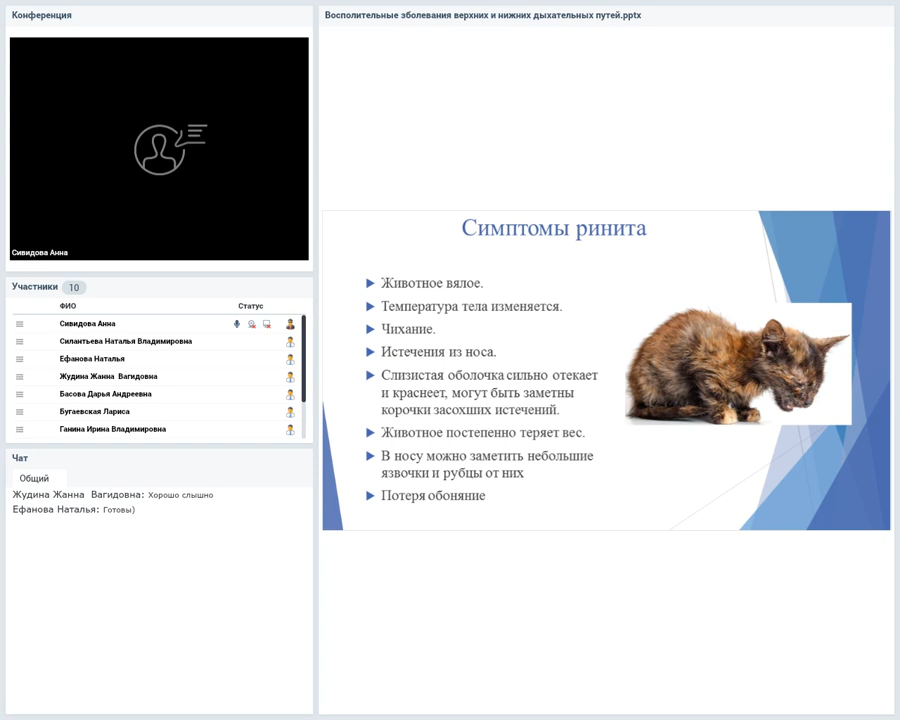 Конференция
Сивидова Анна
Участники 10
ФИО Статус
Сивидова Анна
Силантьева Наталья Владимировна
Ефанова Наталья
Жудина Жанна Вагидовна
Басова Дарья Андреевна
Бугаевская Лариса
Ганина Ирина Владимировна
Чат
Общий
Жудина Жанна Вагидовна: Хорошо слышно
Ефанова Наталья: Готовы)
Восполительные зболевания верхних и нижних дыхательных путей.pptx
Симптомы ринита
Животное вялое.
Температура тела изменяется.
Чихание.
Истечения из носа.
Слизистая оболочка сильно отекает
и краснеет, могут быть заметны
корочки засохших истечений.
Животное постепенно теряет вес.
В носу можно заметить небольшие
язвочки и рубцы от них
Потеря обоняние